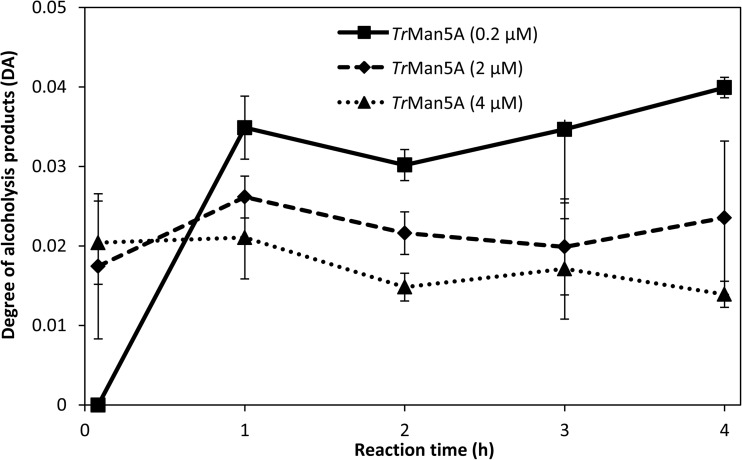 0.05
0.04
0.03
0.02
0.01
0
Degree of alcoholysis products (DA)
TrMan5A (0.2 µM)
TrMan5A (2 µM)
TrMan5A (4 µM)
0 1 2 3 4
Reaction time (h)